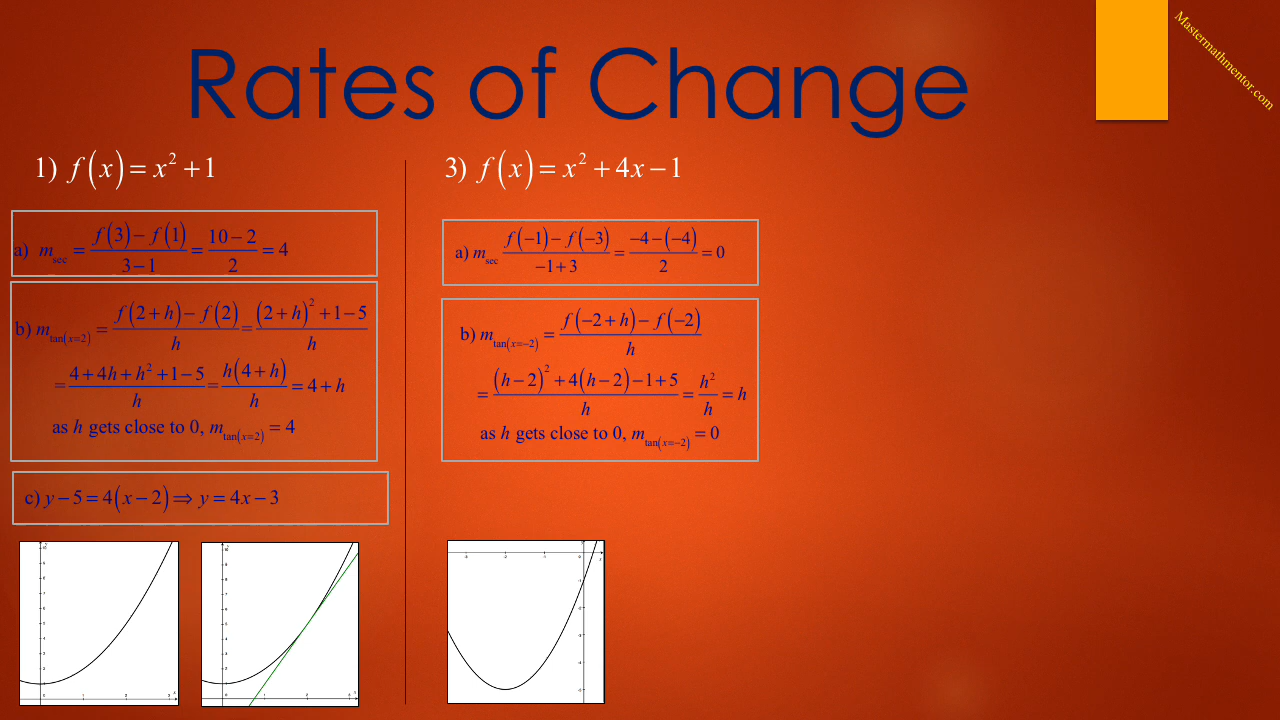 Rates of Change
Mastermathmentor.com
1) f(x) = x² + 1
a) m_sec = (f(3) − f(1))/(3 − 1) = (10 − 2)/2 = 4
b) m_tan(x=2) = (f(2 + h) − f(2))/h = ((2 + h)² + 1 − 5)/h
= (4 + 4h + h² + 1 − 5)/h = h(4 + h)/h = 4 + h
as h gets close to 0, m_tan(x=2) = 4
c) y − 5 = 4(x − 2) ⇒ y = 4x − 3
3) f(x) = x² + 4x − 1
a) m_sec (f(−1) − f(−3))/(−1 + 3) = (−4 − (−4))/2 = 0
b) m_tan(x=−2) = (f(−2 + h) − f(−2))/h
= ((h − 2)² + 4(h − 2) − 1 + 5)/h = h²/h = h
as h gets close to 0, m_tan(x=−2) = 0